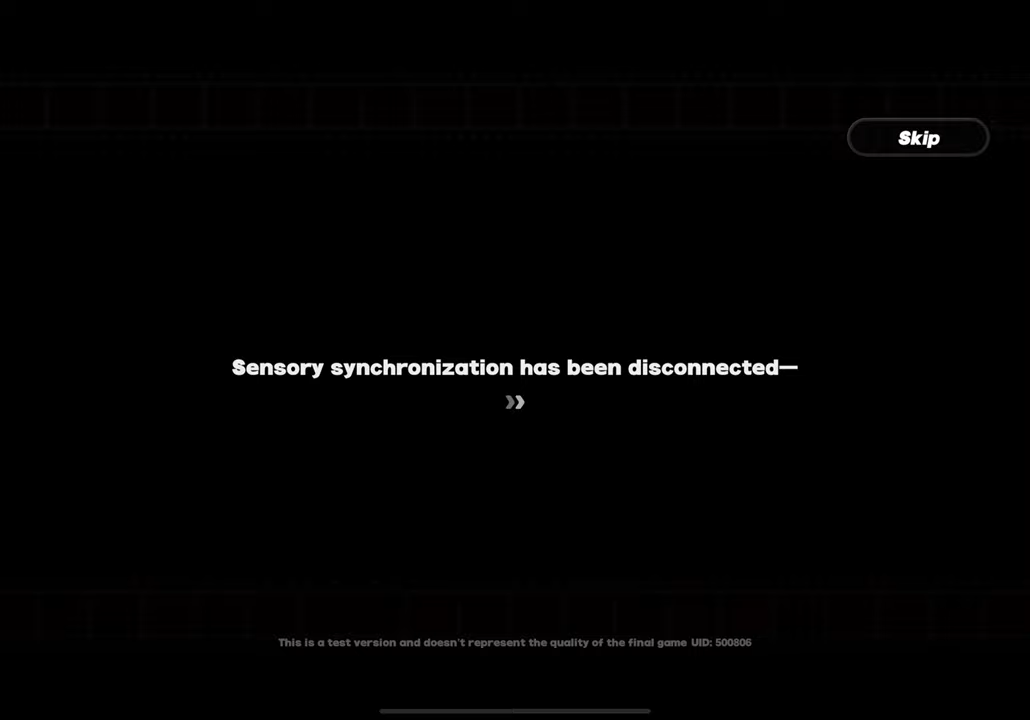 Skip
Sensory synchronization has been disconnected—
This is a test version and doesn't represent the quality of the final game UID: 500806